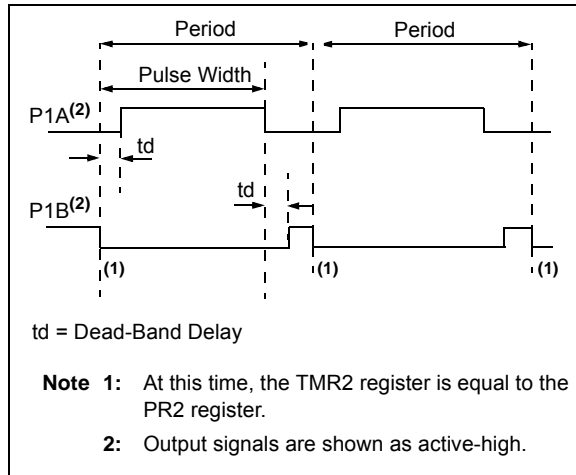 Period Period
Pulse Width
P1A(2)
td
td
P1B(2)
(1) (1) (1)
td = Dead-Band Delay
Note 1: At this time, the TMR2 register is equal to the
PR2 register.
2: Output signals are shown as active-high.